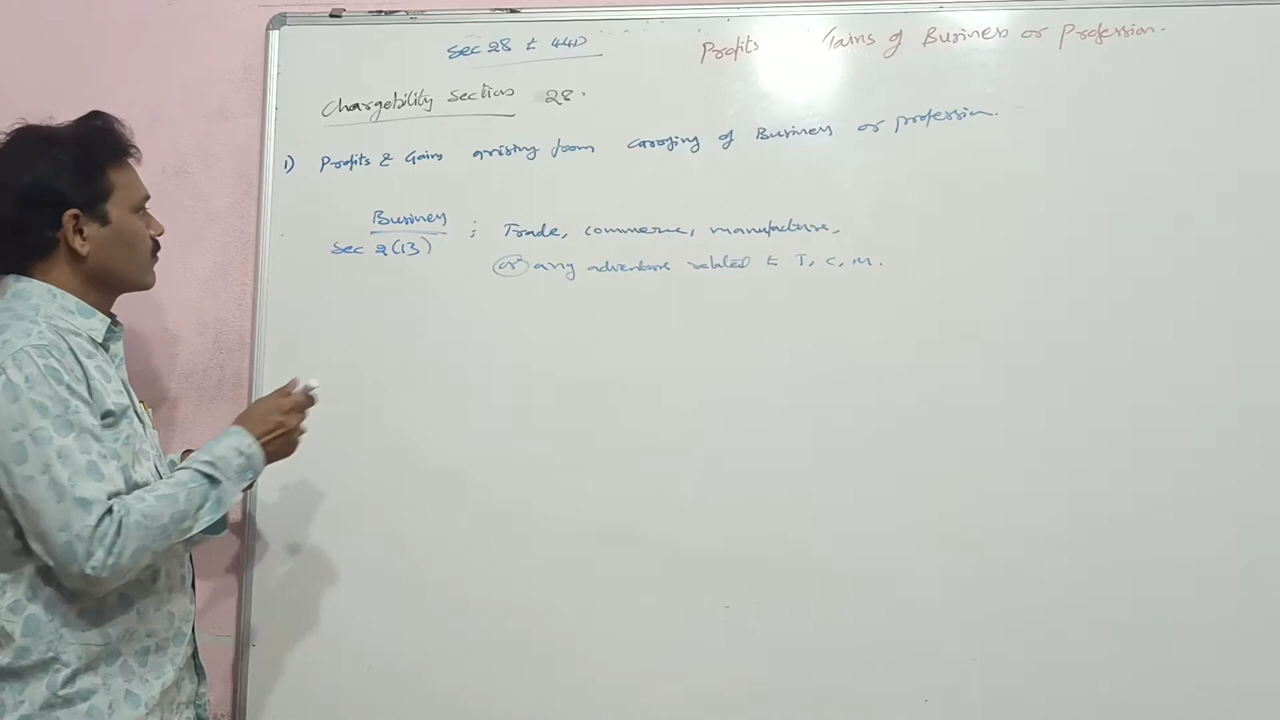 Sec 28 to 44D
Profits Gains of Business or Profession.
Chargebility Section 28.
1) Profits & Gains arising from carrying of Business or profession.
Business : Trade, commerce, manufacture,
Sec 2(13)
or any adventure related to T, C, M.